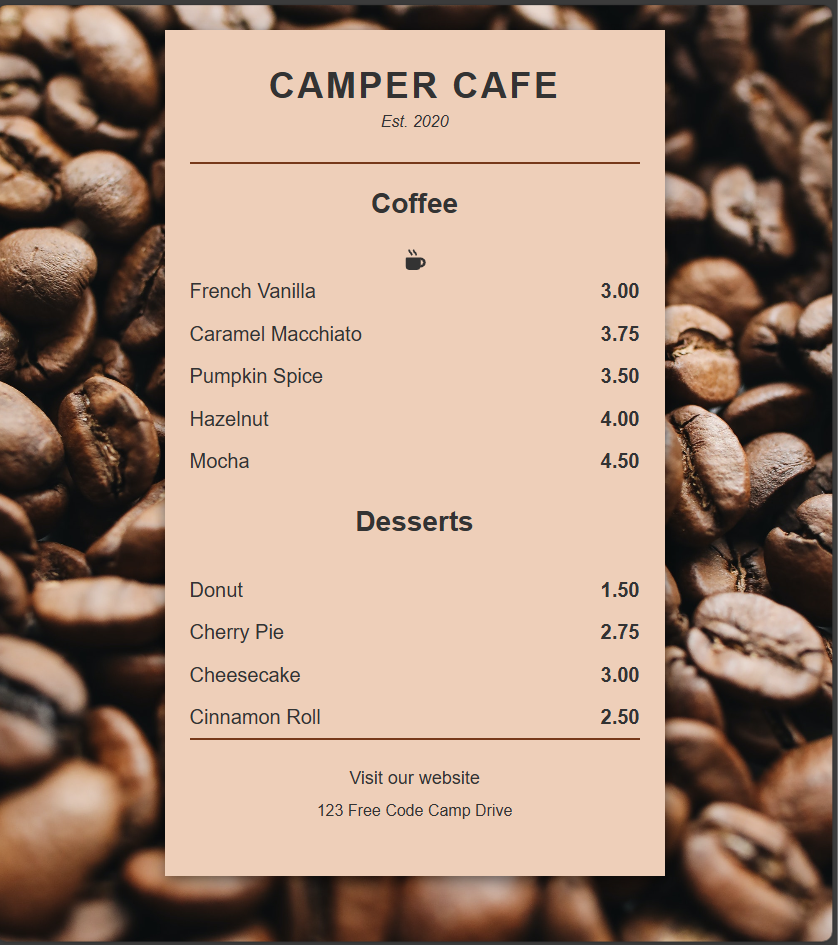 CAMPER CAFE
Est. 2020
Coffee
French Vanilla 3.00
Caramel Macchiato 3.75
Pumpkin Spice 3.50
Hazelnut 4.00
Mocha 4.50
Desserts
Donut 1.50
Cherry Pie 2.75
Cheesecake 3.00
Cinnamon Roll 2.50
Visit our website
123 Free Code Camp Drive